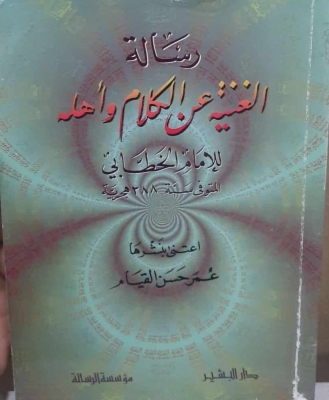 رسالة
الغنية عن الكلام وأهله
للإمام الخطابي
المتوفى سنة ٣٨٨ هجرية
اعتنى بنشرها
عمر حسن القيام
دار البشير
مؤسسة الرسالة